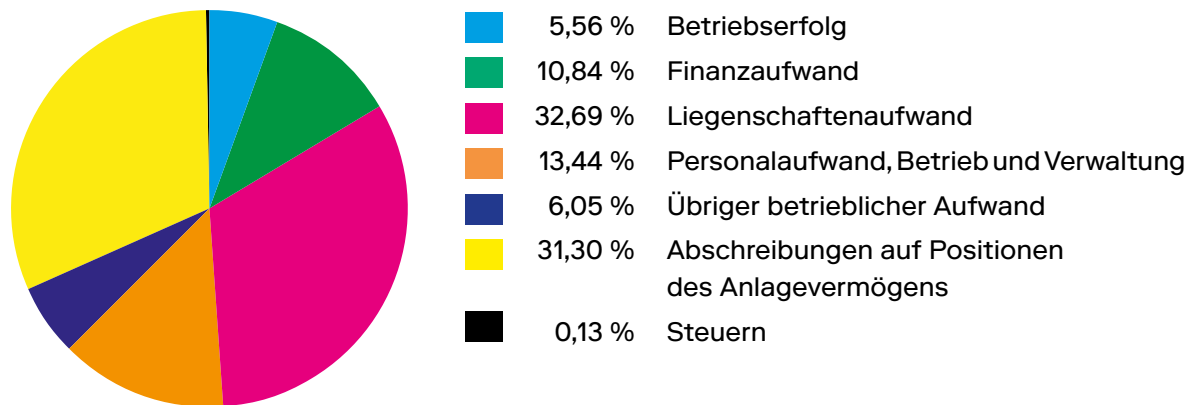 5,56 % Betriebserfolg
10,84 % Finanzaufwand
32,69 % Liegenschaftenaufwand
13,44 % Personalaufwand, Betrieb und Verwaltung
6,05 % Übriger betrieblicher Aufwand
31,30 % Abschreibungen auf Positionen
des Anlagevermögens
0,13 % Steuern